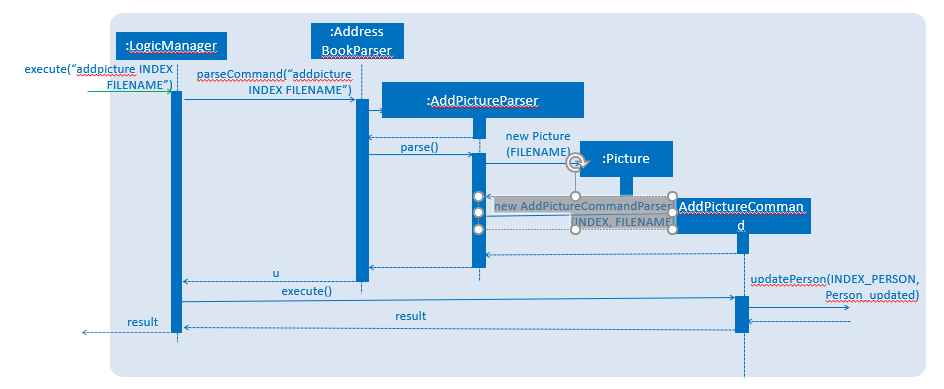 :Address
BookParser
:LogicManager
execute(“addpicture INDEX
FILENAME”)
parseCommand(“addpicture
INDEX FILENAME”)
:AddPictureParser
new Picture
(FILENAME)
parse()
:Picture
new AddPictureCommandParser
(INDEX, FILENAME)
AddPictureComman
d
u
execute()
updatePerson(INDEX_PERSON,
Person_updated)
result
result